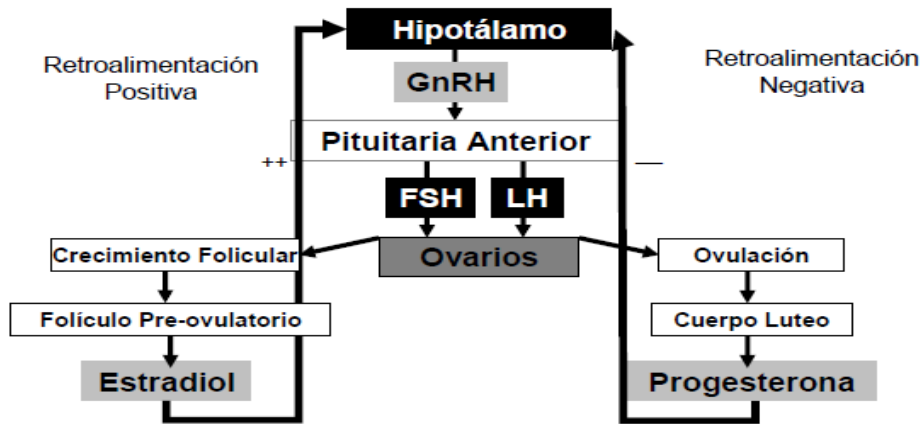 Hipotálamo
Retroalimentación
Positiva
Retroalimentación
Negativa
GnRH
Pituitaria Anterior
++
—
FSH
LH
Crecimiento Folicular
Ovarios
Ovulación
Folículo Pre-ovulatorio
Cuerpo Luteo
Estradiol
Progesterona